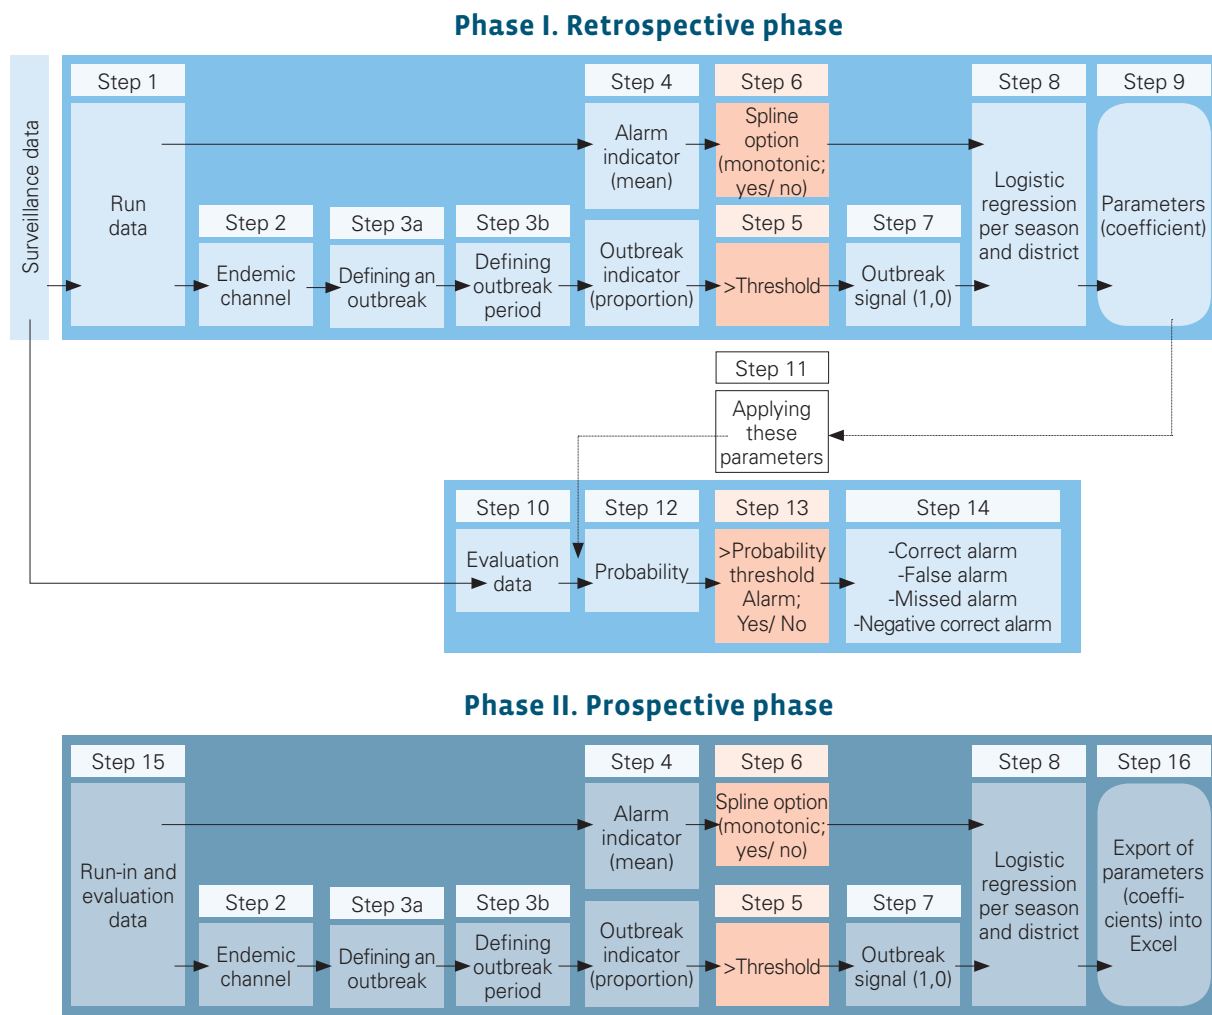 Phase I. Retrospective phase
Surveillance data
Step 1
Run
data
Step 2
Endemic
channel
Step 3a
Defining an
outbreak
Step 3b
Defining
outbreak
period
Step 4
Alarm
indicator
(mean)
Outbreak
indicator
(proportion)
Step 6
Spline
option
(monotonic;
yes/ no)
Step 5
>Threshold
Step 7
Outbreak
signal (1,0)
Step 8
Logistic
regression
per season
and district
Step 9
Parameters
(coefficient)
Step 11
Applying
these
parameters
Step 10
Evaluation
data
Step 12
Probability
Step 13
>Probability
threshold
Alarm;
Yes/ No
Step 14
-Correct alarm
-False alarm
-Missed alarm
-Negative correct alarm
Phase II. Prospective phase
Step 15
Run-in and
evaluation
data
Step 2
Endemic
channel
Step 3a
Defining an
outbreak
Step 3b
Defining
outbreak
period
Step 4
Alarm
indicator
(mean)
Outbreak
indicator
(proportion)
Step 6
Spline option
(monotonic;
yes/ no)
Step 5
>Threshold
Step 7
Outbreak
signal (1,0)
Step 8
Logistic
regression
per season
and district
Step 16
Export of
parameters
(coeffi-
cients) into
Excel